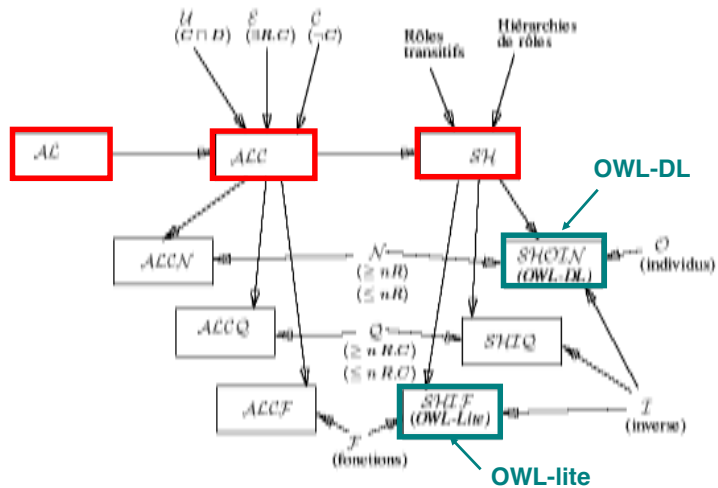 U
(C ⊓ D)
ℰ
(∃R.C)
C
(¬C)
Rôles
transitifs
Hiérarchies
de rôles
AL
ALC
SH
OWL-DL
ALCN
N
(≥ nR)
(≤ nR)
SHOIN
(OWL-DL)
O
(individus)
ALCQ
Q
(≥ n R.C)
(≤ n R.C)
SHIQ
ALCF
F
(fonctions)
SHIF
(OWL-Lite)
I
(inverse)
OWL-lite